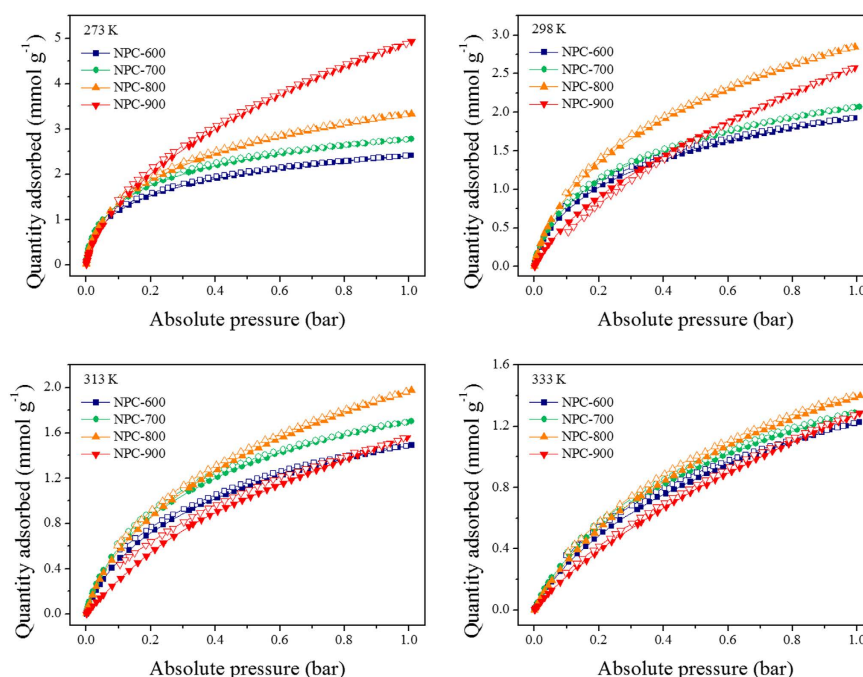 273 K
NPC-600
NPC-700
NPC-800
NPC-900
Quantity adsorbed (mmol g-1)
5
4
3
2
1
0
0.0 0.2 0.4 0.6 0.8 1.0
Absolute pressure (bar)
298 K
NPC-600
NPC-700
NPC-800
NPC-900
Quantity adsorbed (mmol g-1)
3.0
2.5
2.0
1.5
1.0
0.5
0.0
0.0 0.2 0.4 0.6 0.8 1.0
Absolute pressure (bar)
313 K
NPC-600
NPC-700
NPC-800
NPC-900
Quantity adsorbed (mmol g-1)
2.0
1.6
1.2
0.8
0.4
0.0
0.0 0.2 0.4 0.6 0.8 1.0
Absolute pressure (bar)
333 K
NPC-600
NPC-700
NPC-800
NPC-900
Quantity adsorbed (mmol g-1)
1.6
1.2
0.8
0.4
0.0
0.0 0.2 0.4 0.6 0.8 1.0
Absolute pressure (bar)